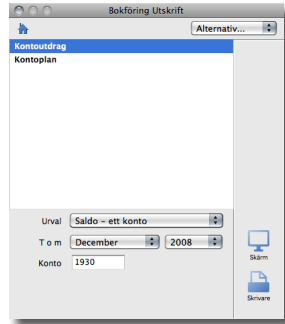 Bokföring Utskrift
Alternativ...
Kontoutdrag
Kontoplan
Urval Saldo - ett konto
T o m December 2008
Konto 1930
Skärm
Skrivare